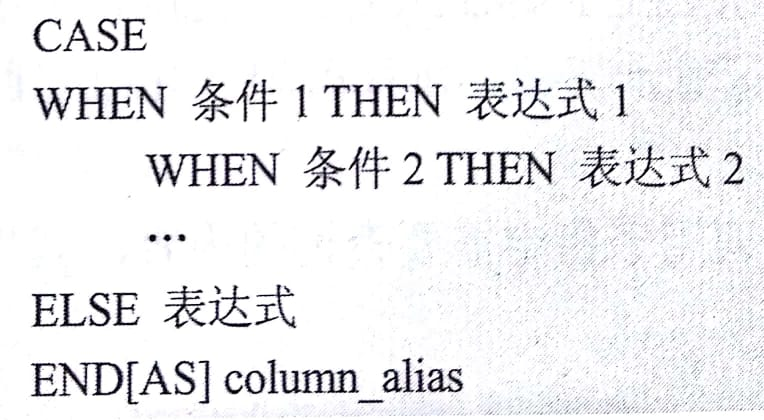 CASE
WHEN 条件 1 THEN 表达式 1
WHEN 条件 2 THEN 表达式 2
…
ELSE 表达式
END[AS] column_alias